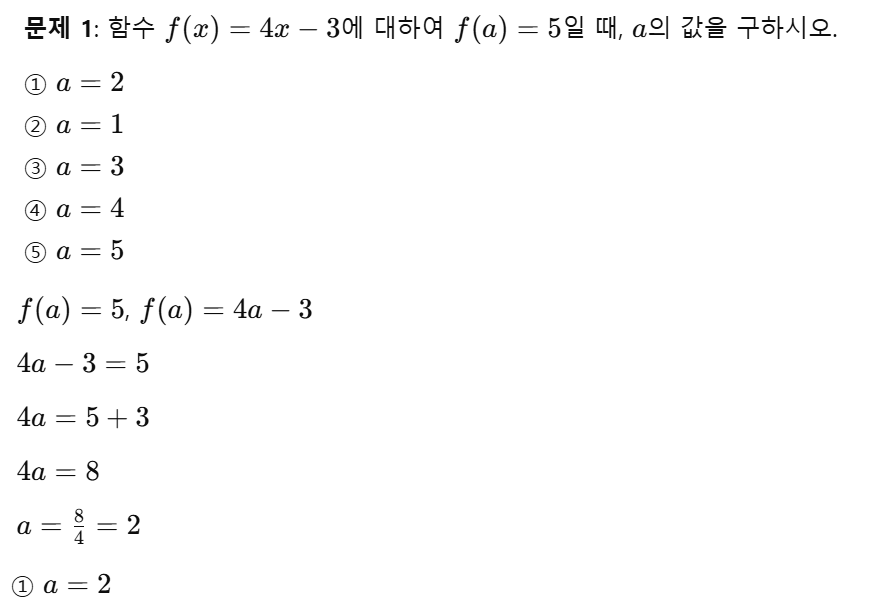 문제 1: 함수 f(x) = 4x − 3에 대하여 f(a) = 5일 때, a의 값을 구하시오.
① a = 2
② a = 1
③ a = 3
④ a = 4
⑤ a = 5
f(a) = 5, f(a) = 4a − 3
4a − 3 = 5
4a = 5 + 3
4a = 8
a = 8/4 = 2
① a = 2